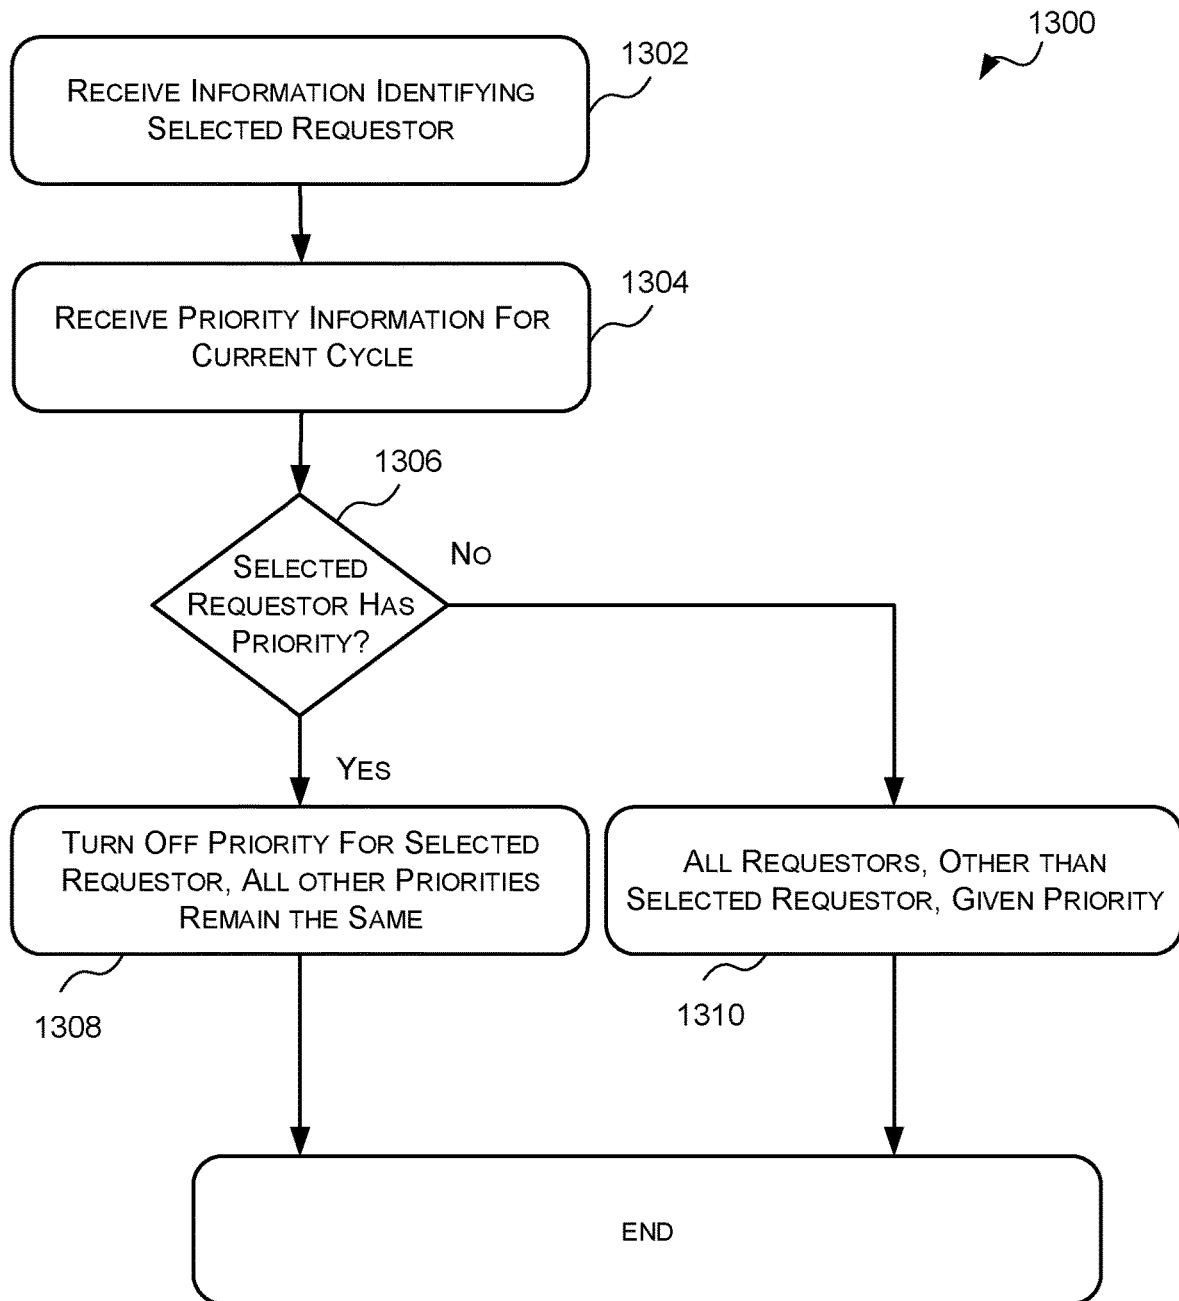 1300
1302
RECEIVE INFORMATION IDENTIFYING
SELECTED REQUESTOR
1304
RECEIVE PRIORITY INFORMATION FOR
CURRENT CYCLE
1306
SELECTED
REQUESTOR HAS
PRIORITY?
NO
YES
TURN OFF PRIORITY FOR SELECTED
REQUESTOR, ALL OTHER PRIORITIES
REMAIN THE SAME
1308
ALL REQUESTORS, OTHER THAN
SELECTED REQUESTOR, GIVEN PRIORITY
1310
END